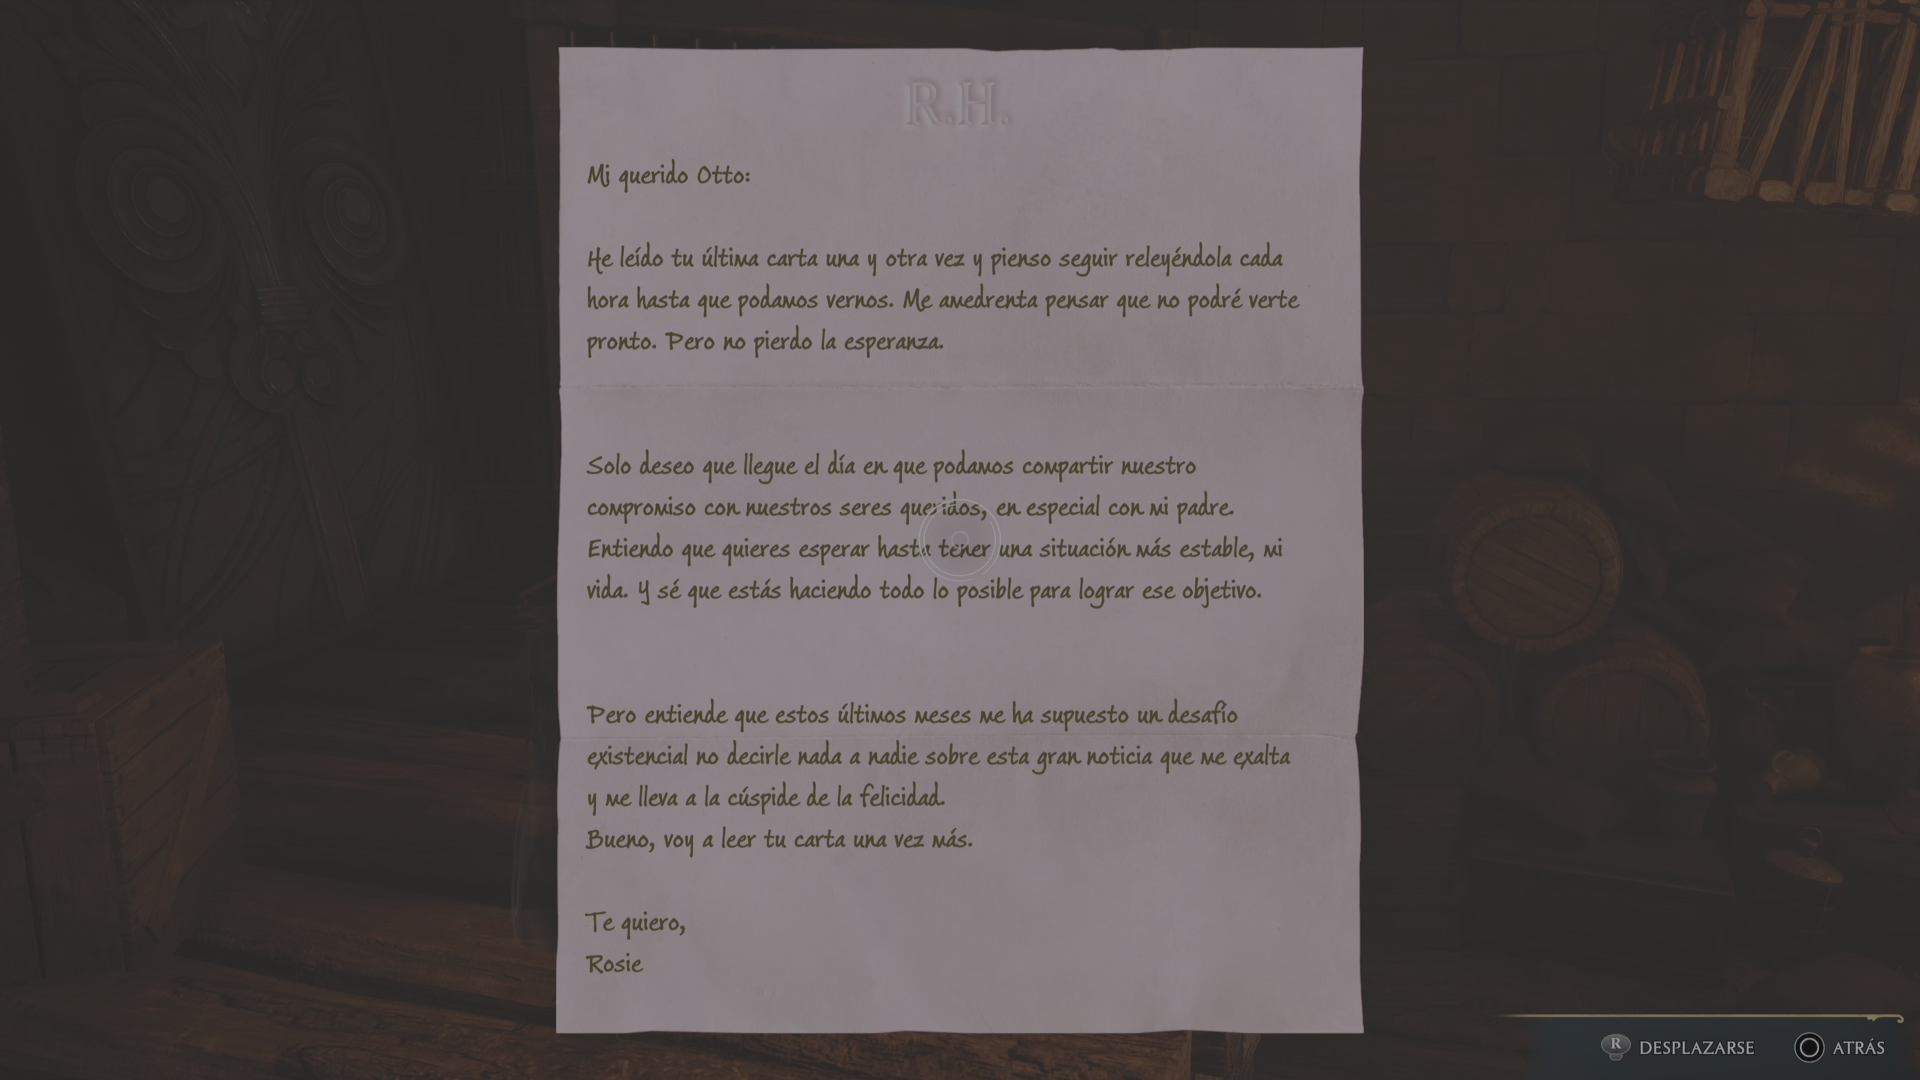 R.H.
Mi querido Otto:
He leído tu última carta una y otra vez y pienso seguir releyéndola cada
hora hasta que podamos vernos. Me amedrenta pensar que no podré verte
pronto. Pero no pierdo la esperanza.
Solo deseo que llegue el día en que podamos compartir nuestro
compromiso con nuestros seres queridos, en especial con mi padre.
Entiendo que quieres esperar hasta tener una situación más estable, mi
vida. Y sé que estás haciendo todo lo posible para lograr ese objetivo.
Pero entiende que estos últimos meses me ha supuesto un desafío
existencial no decirle nada a nadie sobre esta gran noticia que me exalta
y me lleva a la cúspide de la felicidad.
Bueno, voy a leer tu carta una vez más.
Te quiero,
Rosie
R DESPLAZARSE ATRÁS